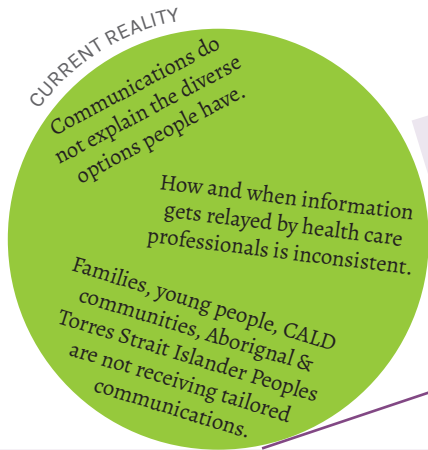 CURRENT REALITY
Communications do
not explain the diverse
options people have.
How and when information
gets relayed by health care
professionals is inconsistent.
Families, young people, CALD
communities, Aborignal &
Torres Strait Islander Peoples
are not receiving tailored
communications.